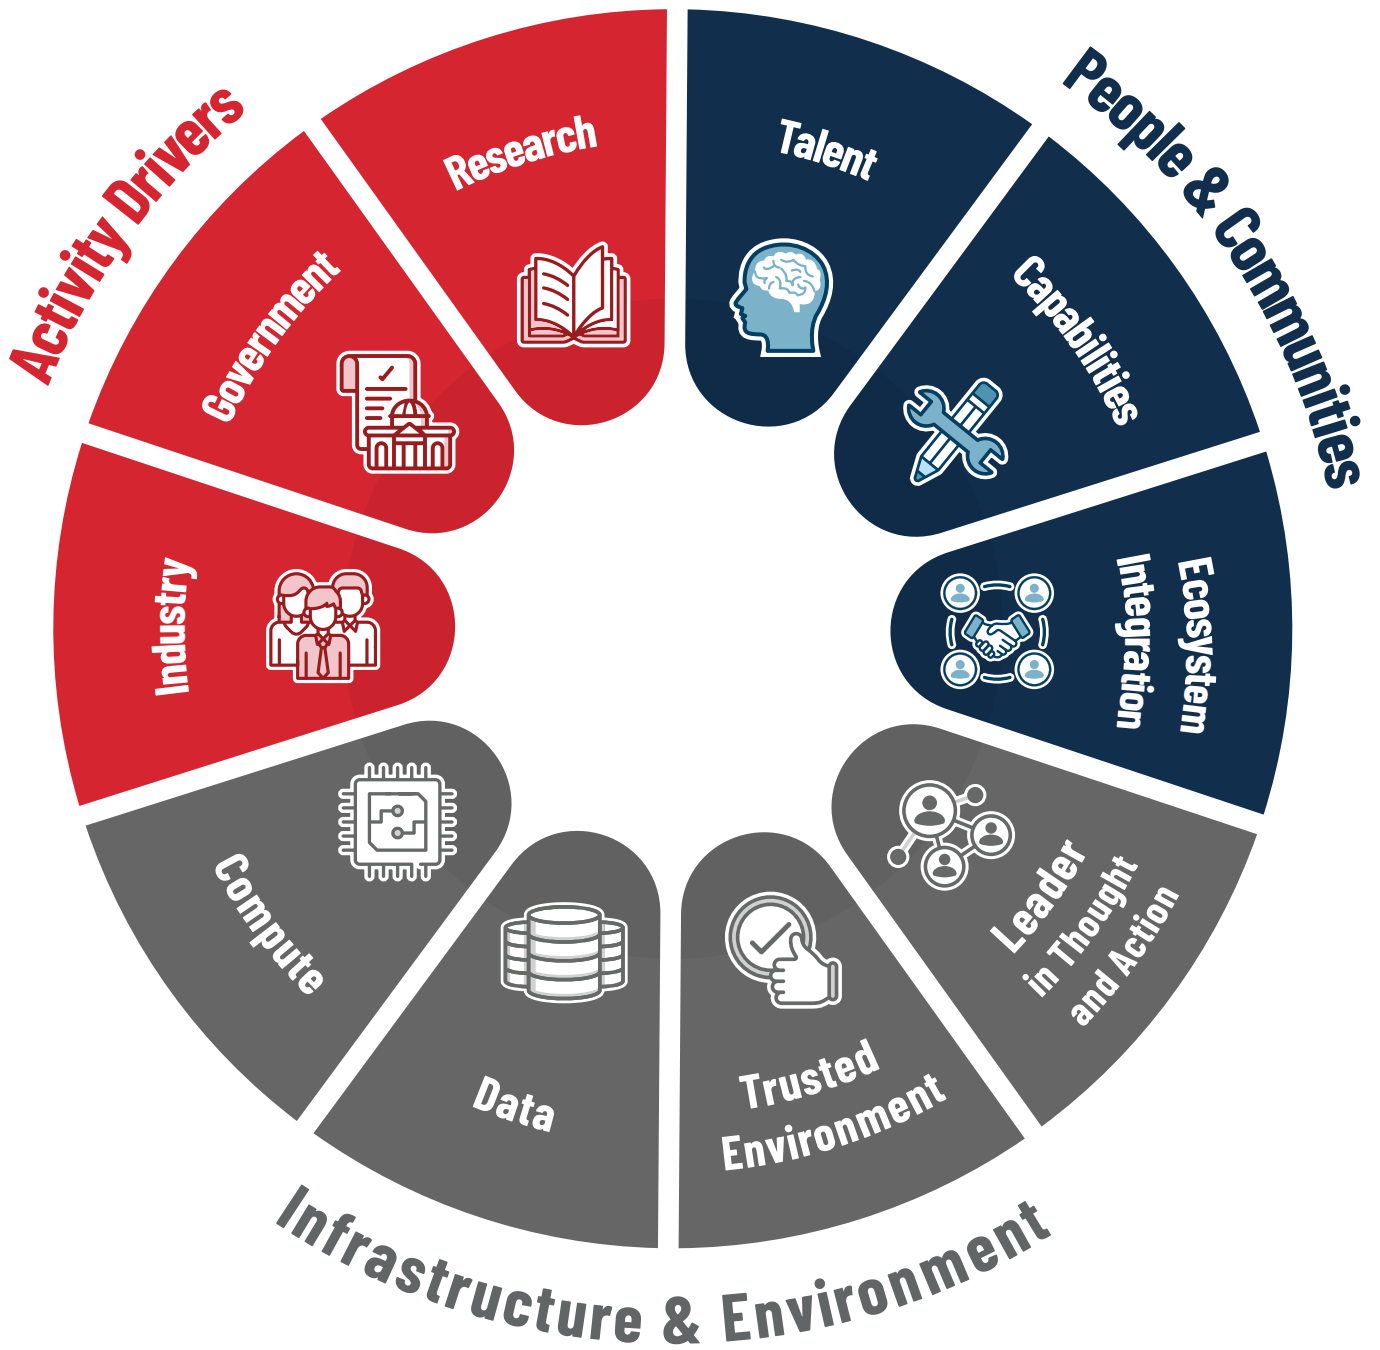 Activity Drivers
Research
Government
Industry
People & Communities
Talent
Capabilities
Ecosystem
Integration
Infrastructure & Environment
Leader
in Thought
and Action
Trusted
Environment
Data
Compute